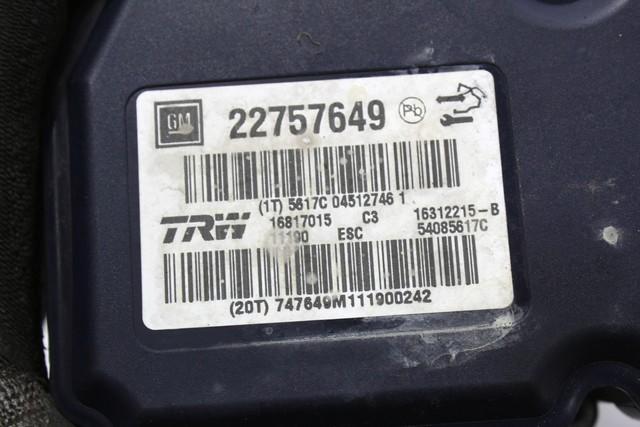 GM 22757649 Pb
(1T) 5617C 04512746 1
TRW 16817015 C3 16312215-B
11190 ESC 54085617C
(20T) 747649M111900242